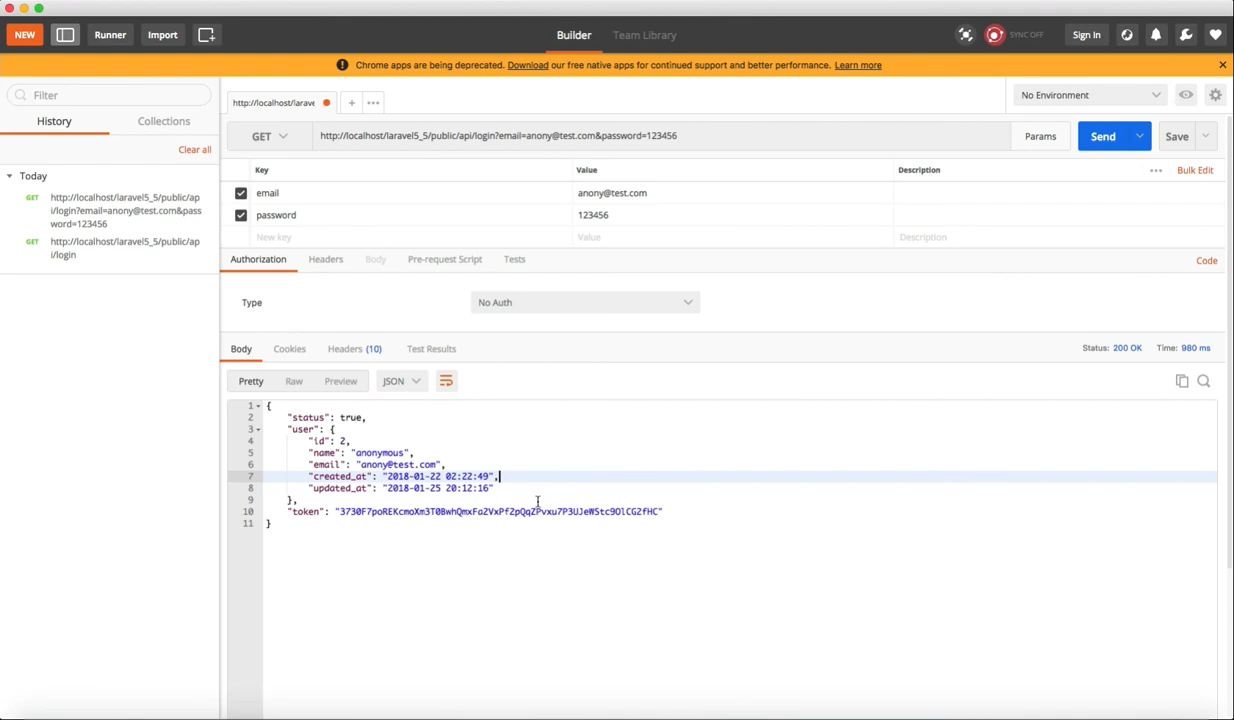 NEW
Runner
Import
Builder
Team Library
SYNC OFF
Sign In
Chrome apps are being deprecated. Download our free native apps for continued support and better performance. Learn more
Filter
History
Collections
Clear all
Today
GET http://localhost/laravel5_5/public/ap
i/login?email=anony@test.com&pass
word=123456
GET http://localhost/laravel5_5/public/ap
i/login
http://localhost/larave
No Environment
GET
http://localhost/laravel5_5/public/api/login?email=anony@test.com&password=123456
Params
Send
Save
Key Value Description
Bulk Edit
email anony@test.com
password 123456
New key Value Description
Authorization Headers Body Pre-request Script Tests
Code
Type No Auth
Body Cookies Headers (10) Test Results
Status: 200 OK Time: 980 ms
Pretty Raw Preview JSON
1 {
2 "status": true,
3 "user": {
4 "id": 2,
5 "name": "anonymous",
6 "email": "anony@test.com",
7 "created_at": "2018-01-22 02:22:49",
8 "updated_at": "2018-01-25 20:12:16"
9 },
10 "token": "3730F7poREKcmoXm3T0BwhQmxFa2VxPf2pQqZPvxu7P3UJeWStc9OlCG2fHC"
11 }